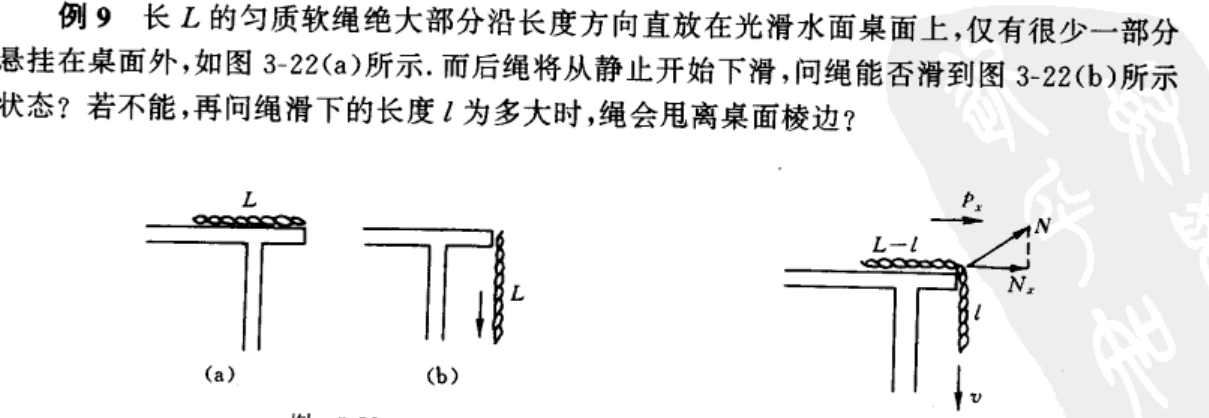 例 9 长 L 的匀质软绳绝大部分沿长度方向直放在光滑水面桌面上,仅有很少一部分
悬挂在桌面外,如图 3-22(a)所示.而后绳将从静止开始下滑,问绳能否滑到图 3-22(b)所示
状态?若不能,再问绳滑下的长度 l 为多大时,绳会甩离桌面棱边?
L
(a)
L
(b)
Pₓ
N
L-l
Nₓ
l
v